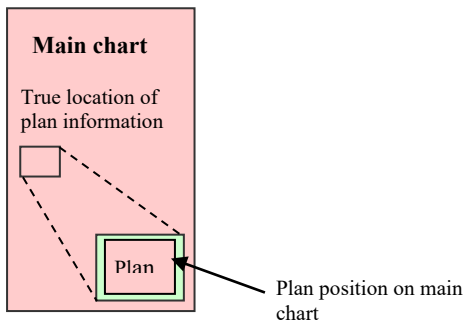 Main chart
True location of
plan information
Plan
Plan position on main
chart